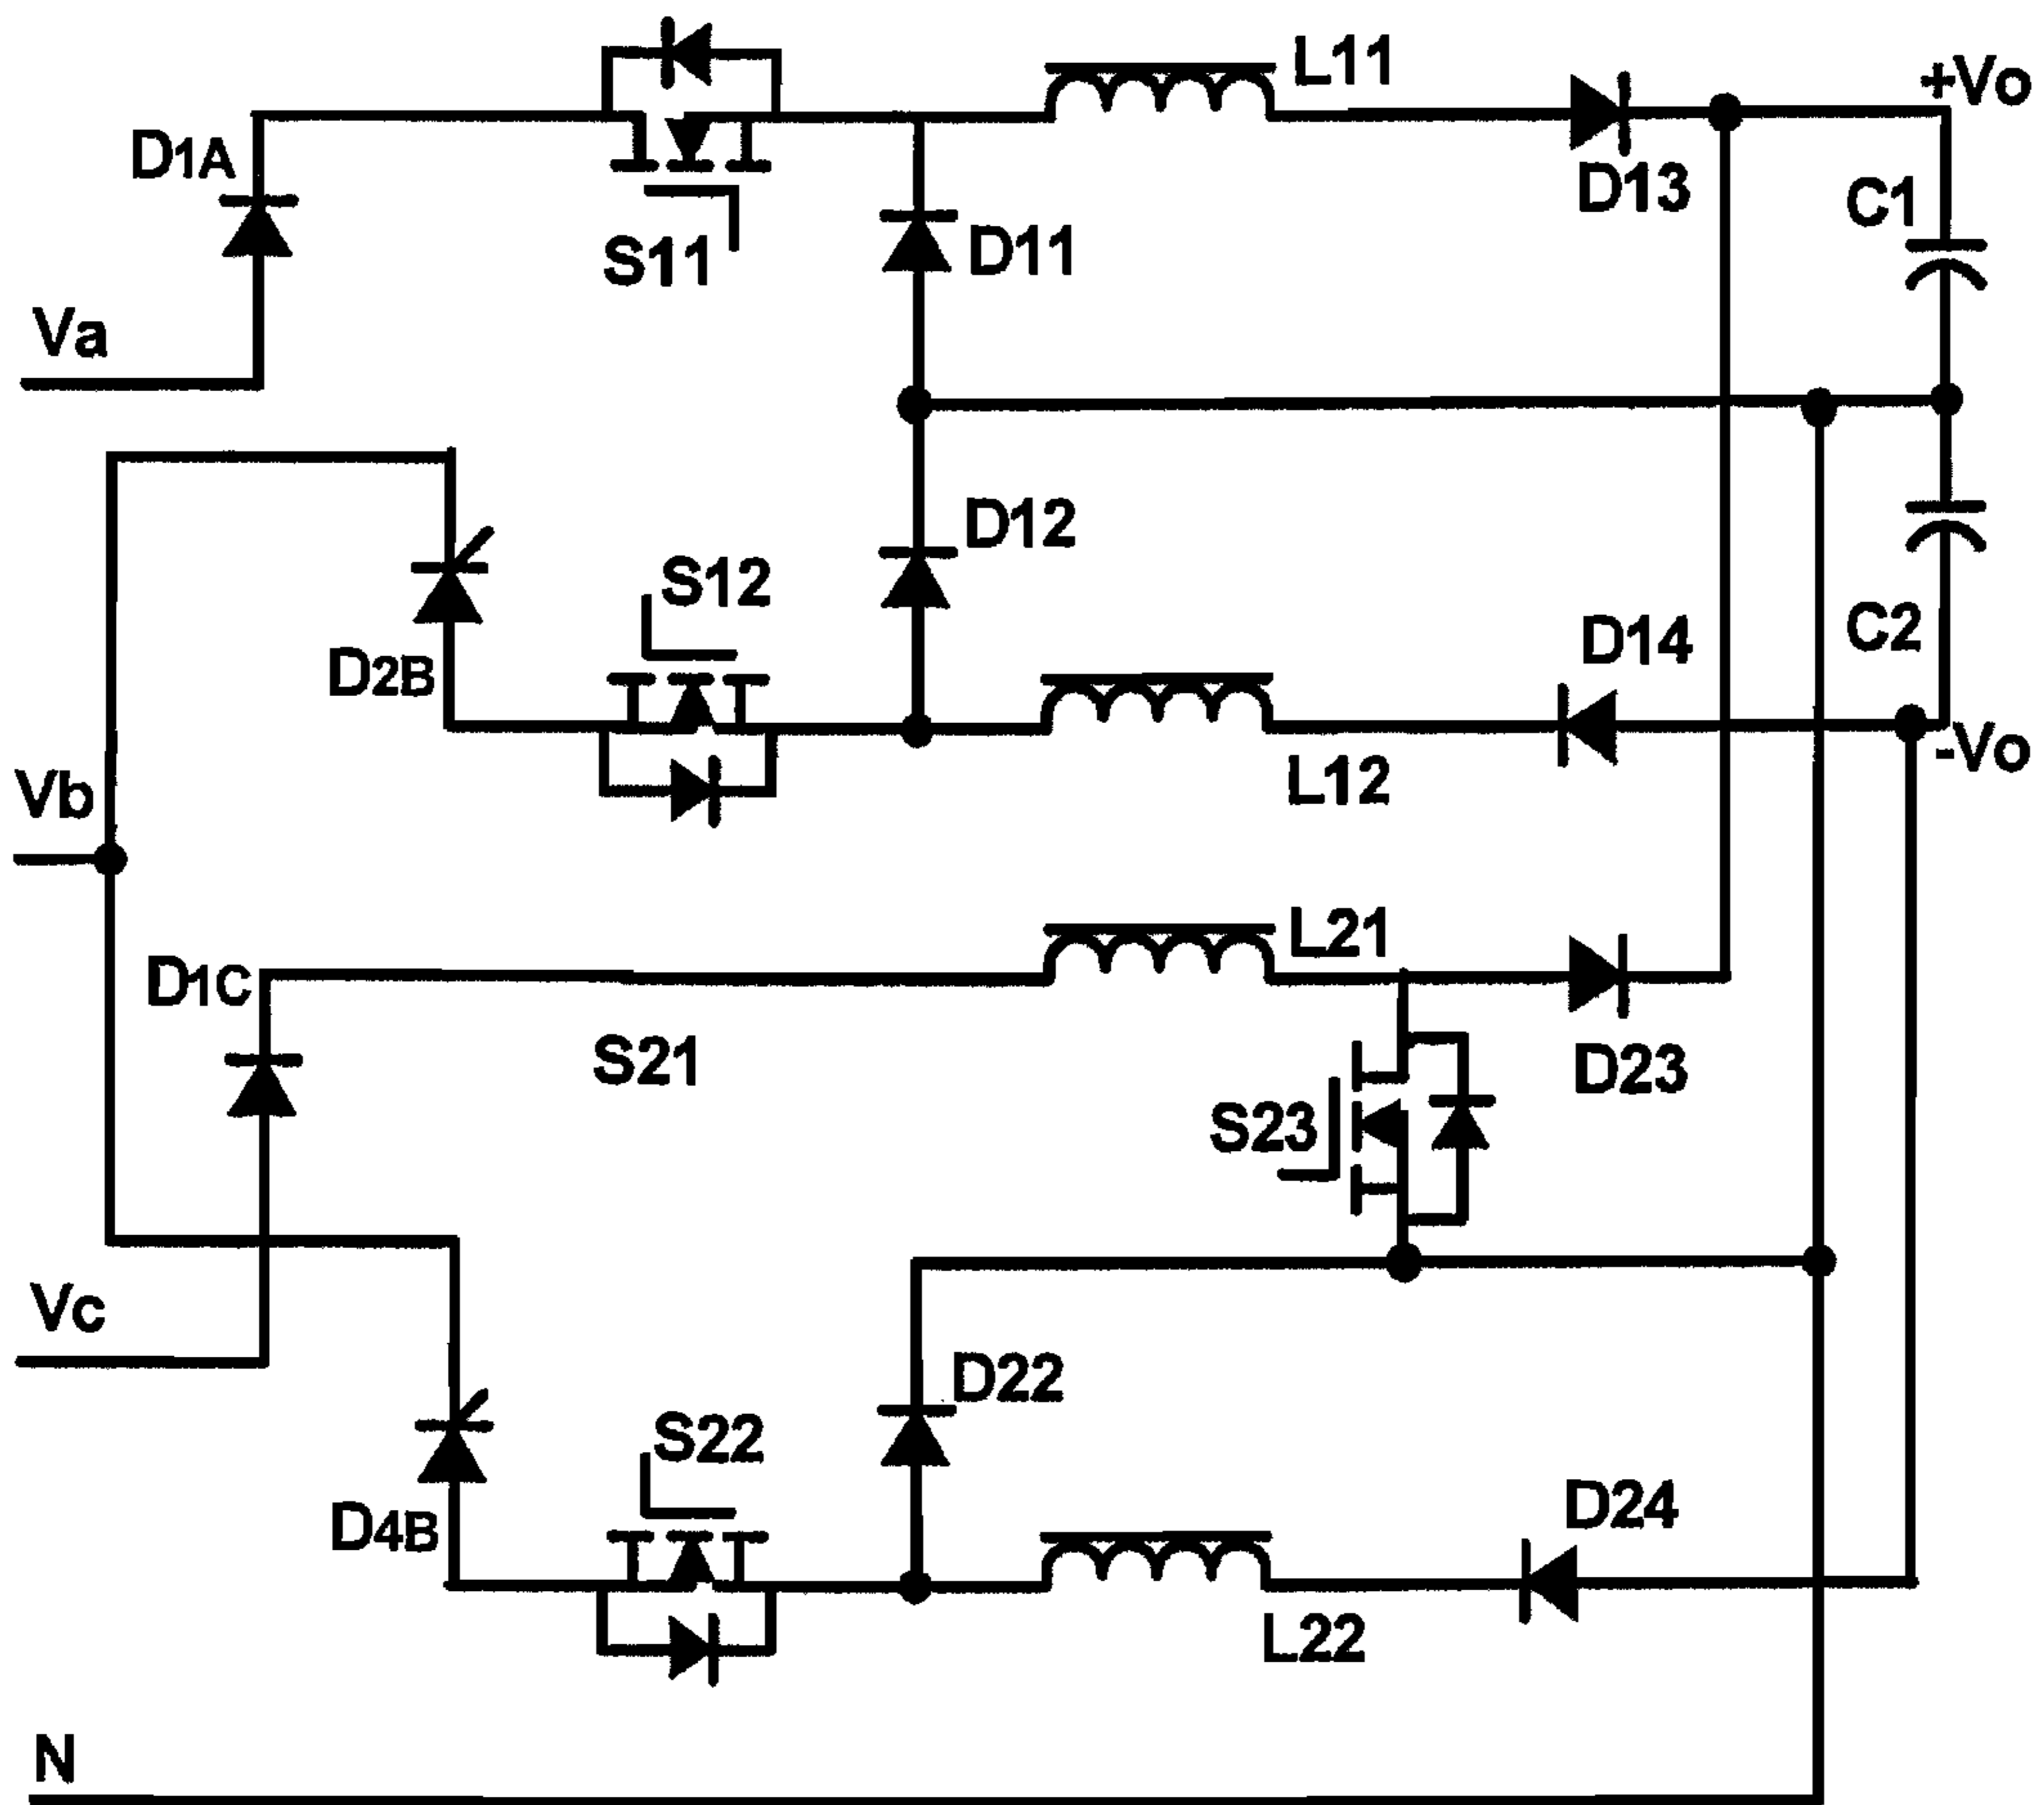 L11
+Vo
D1A
D13
C1
S11
D11
Va
D12
S12
D14
C2
D2B
-Vo
Vb
L12
L21
D1C
S21
D23
S23
Vc
D22
S22
D24
D4B
L22
N